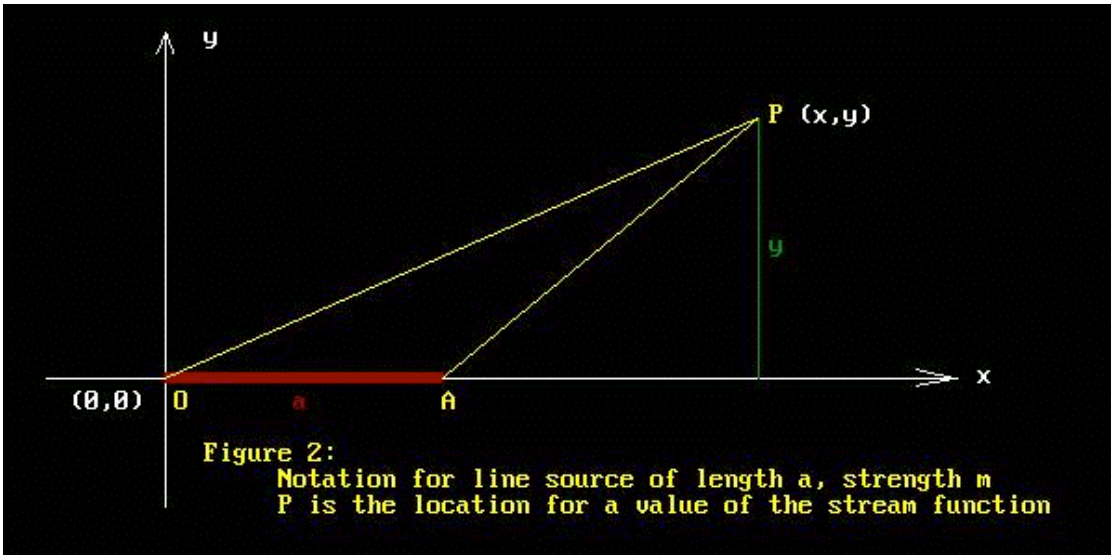 y
P (x,y)
y
x
(0,0) O a A
Figure 2:
Notation for line source of length a, strength m
P is the location for a value of the stream function